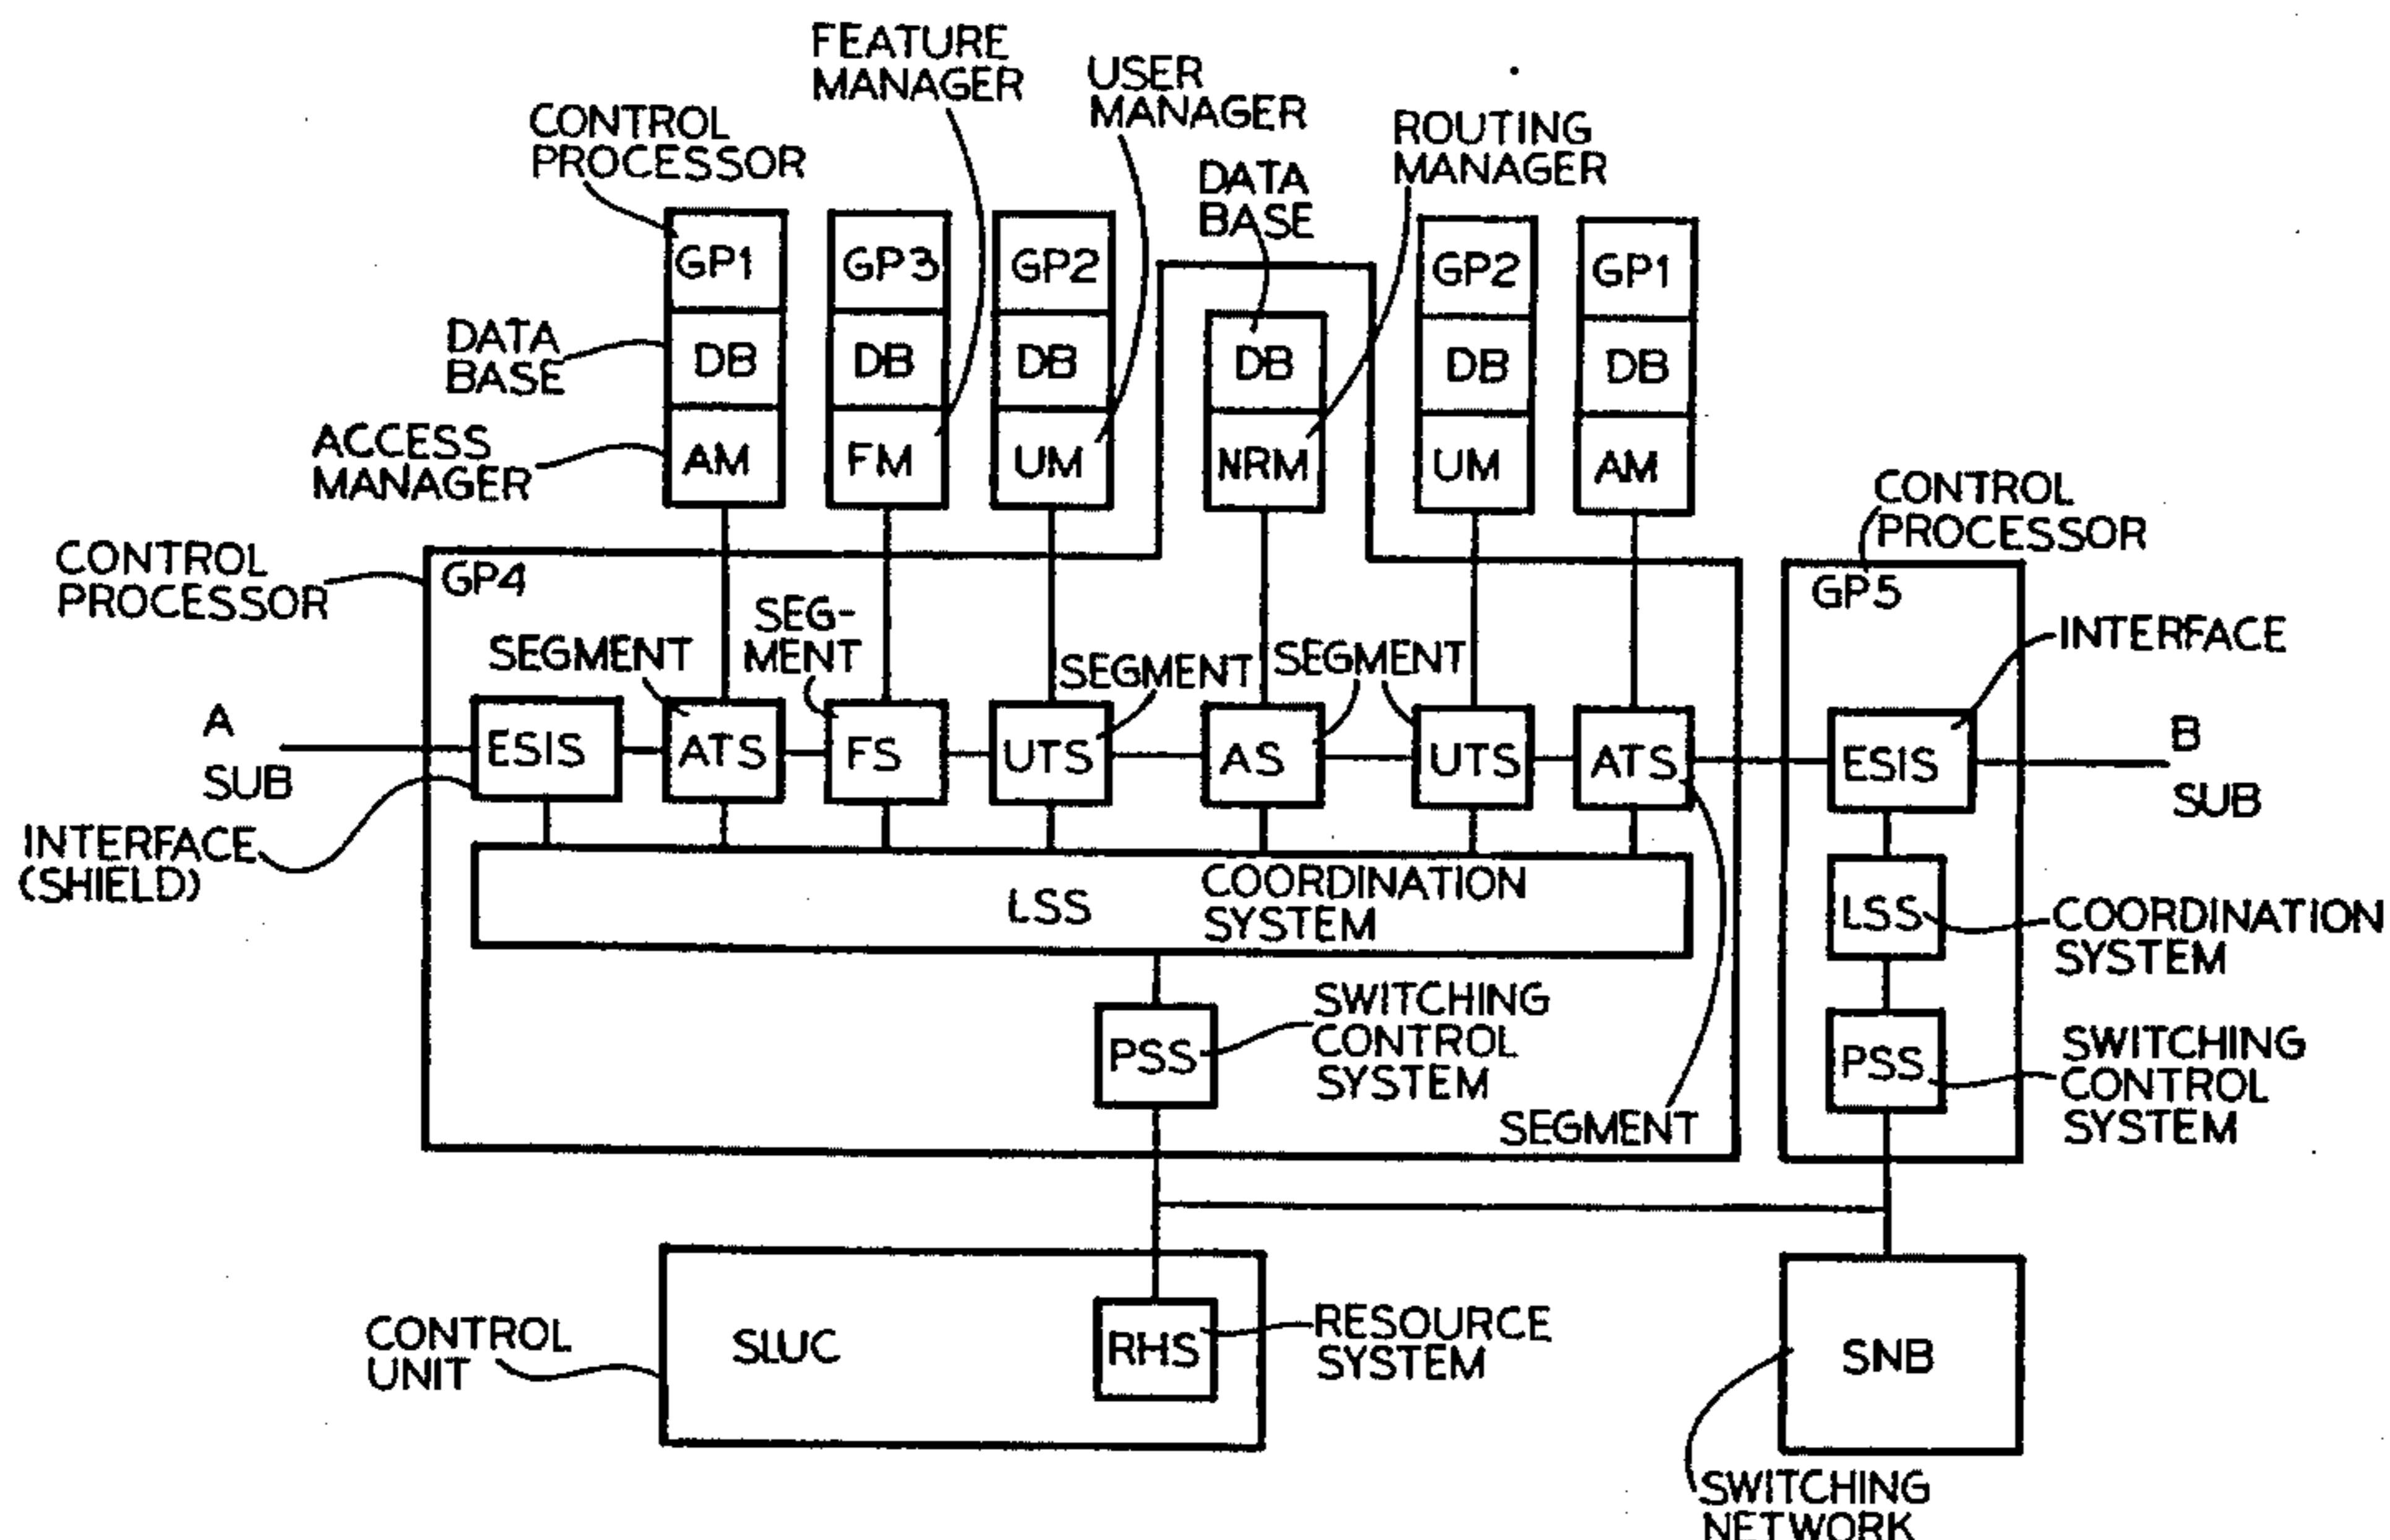 FEATURE
MANAGER
USER
MANAGER
CONTROL
PROCESSOR
ROUTING
MANAGER
DATA
BASE
GP1
GP3
GP2
GP2
GP1
DATA
BASE
DB
DB
DB
DB
DB
DB
ACCESS
MANAGER
AM
FM
UM
NRM
UM
AM
CONTROL
PROCESSOR
CONTROL
PROCESSOR
GP4
GP5
SEGMENT
SEG-
MENT
SEGMENT
SEGMENT
INTERFACE
A
SUB
ESIS
ATS
FS
UTS
AS
UTS
ATS
ESIS
B
SUB
INTERFACE
(SHIELD)
LSS
COORDINATION
SYSTEM
LSS
COORDINATION
SYSTEM
PSS
SWITCHING
CONTROL
SYSTEM
PSS
SWITCHING
CONTROL
SYSTEM
SEGMENT
CONTROL
UNIT
SLUC
RHS
RESOURCE
SYSTEM
SNB
SWITCHING
NETWORK